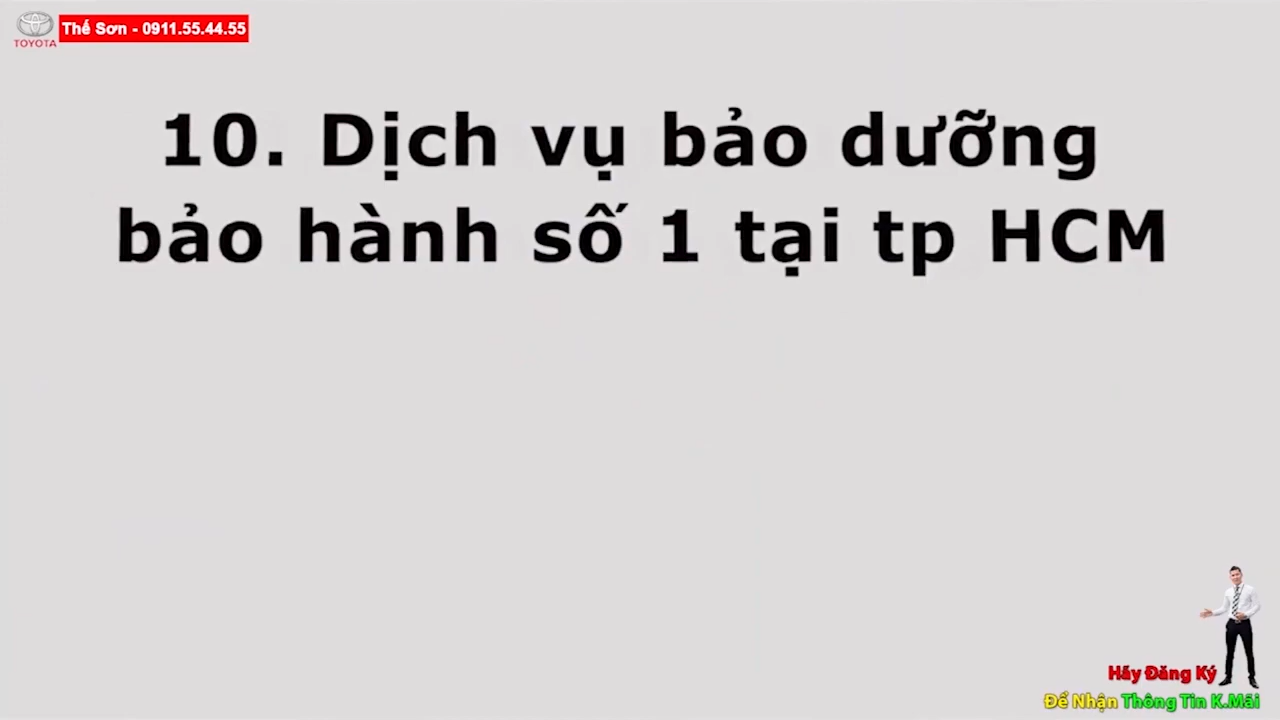 TOYOTA
Thế Sơn - 0911.55.44.55
10. Dịch vụ bảo dưỡng
bảo hành số 1 tại tp HCM
Hãy Đăng Ký
Để Nhận Thông Tin K.Mãi